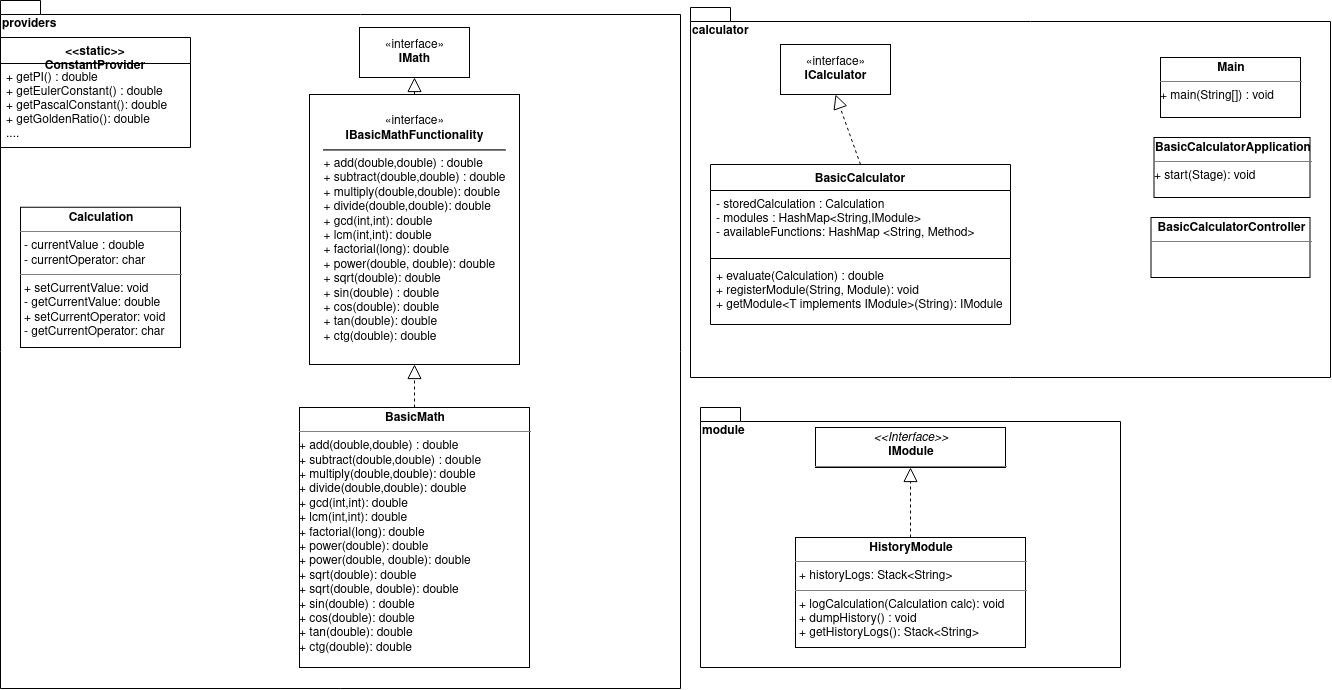 providers
<<static>>
ConstantProvider
+ getPI() : double
+ getEulerConstant() : double
+ getPascalConstant(): double
+ getGoldenRatio(): double
....
Calculation
- currentValue : double
- currentOperator: char
+ setCurrentValue: void
- getCurrentValue: double
+ setCurrentOperator: void
- getCurrentOperator: char
«interface»
IMath
«interface»
IBasicMathFunctionality
+ add(double,double) : double
+ subtract(double,double) : double
+ multiply(double,double): double
+ divide(double,double): double
+ gcd(int,int): double
+ lcm(int,int): double
+ factorial(long): double
+ power(double, double): double
+ sqrt(double): double
+ sin(double) : double
+ cos(double): double
+ tan(double): double
+ ctg(double): double
BasicMath
+ add(double,double) : double
+ subtract(double,double) : double
+ multiply(double,double): double
+ divide(double,double): double
+ gcd(int,int): double
+ lcm(int,int): double
+ factorial(long): double
+ power(double): double
+ power(double, double): double
+ sqrt(double): double
+ sqrt(double, double): double
+ sin(double) : double
+ cos(double): double
+ tan(double): double
+ ctg(double): double
calculator
«interface»
ICalculator
BasicCalculator
- storedCalculation : Calculation
- modules : HashMap<String,IModule>
- availableFunctions: HashMap <String, Method>
+ evaluate(Calculation) : double
+ registerModule(String, Module): void
+ getModule<T implements IModule>(String): IModule
Main
+ main(String[]) : void
BasicCalculatorApplication
+ start(Stage): void
BasicCalculatorController
module
<<Interface>>
IModule
HistoryModule
+ historyLogs: Stack<String>
+ logCalculation(Calculation calc): void
+ dumpHistory() : void
+ getHistoryLogs(): Stack<String>